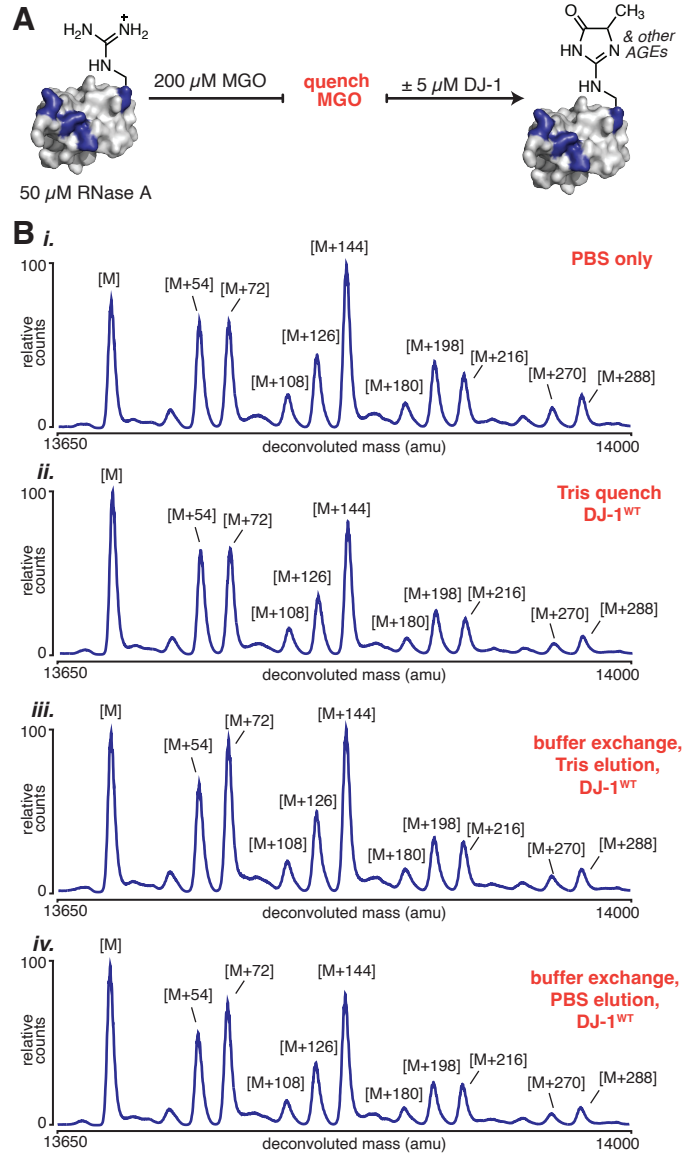 A
H₂N
+
NH₂
HN
200 µM MGO
quench
MGO
± 5 µM DJ-1
O
CH₃
HN
N
& other
AGEs
HN
50 µM RNase A
B
i.
PBS only
[M]
[M+54]
[M+72]
[M+108]
[M+126]
[M+144]
[M+180]
[M+198]
[M+216]
[M+270]
[M+288]
100
relative
counts
0
13650
deconvoluted mass (amu)
14000
ii.
Tris quench
DJ-1ᵂᵀ
[M]
[M+54]
[M+72]
[M+108]
[M+126]
[M+144]
[M+180]
[M+198]
[M+216]
[M+270]
[M+288]
100
relative
counts
0
13650
deconvoluted mass (amu)
14000
iii.
buffer exchange,
Tris elution,
DJ-1ᵂᵀ
[M]
[M+54]
[M+72]
[M+108]
[M+126]
[M+144]
[M+180]
[M+198]
[M+216]
[M+270]
[M+288]
100
relative
counts
0
13650
deconvoluted mass (amu)
14000
iv.
buffer exchange,
PBS elution,
DJ-1ᵂᵀ
[M]
[M+54]
[M+72]
[M+108]
[M+126]
[M+144]
[M+180]
[M+198]
[M+216]
[M+270]
[M+288]
100
relative
counts
0
13650
deconvoluted mass (amu)
14000